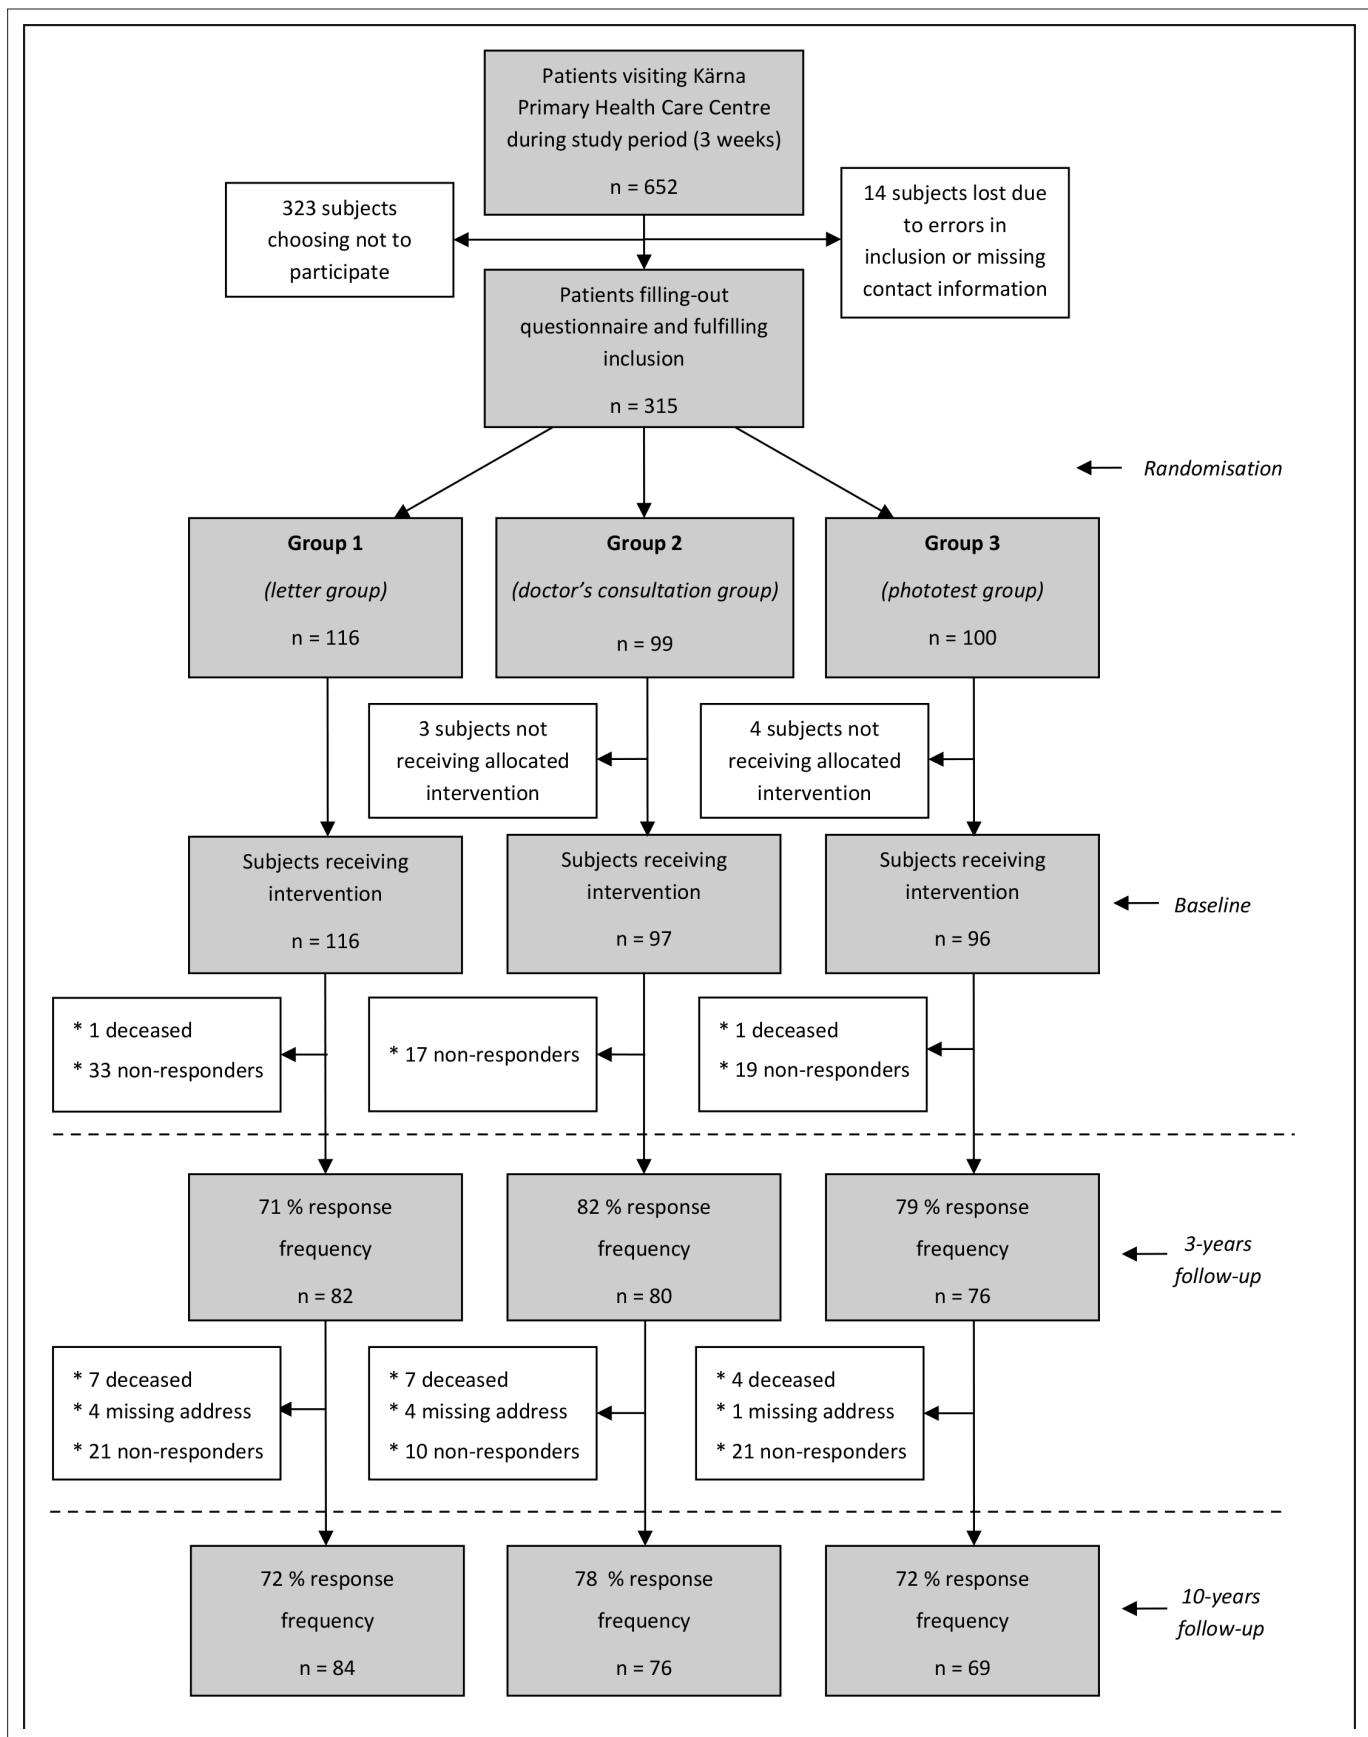 Patients visiting Kärna
Primary Health Care Centre
during study period (3 weeks)
n = 652
323 subjects
choosing not to
participate
14 subjects lost due
to errors in
inclusion or missing
contact information
Patients filling-out
questionnaire and fulfilling
inclusion
n = 315
Randomisation
Group 1
(letter group)
n = 116
Group 2
(doctor’s consultation group)
n = 99
Group 3
(phototest group)
n = 100
3 subjects not
receiving allocated
intervention
4 subjects not
receiving allocated
intervention
Subjects receiving
intervention
n = 116
Subjects receiving
intervention
n = 97
Subjects receiving
intervention
n = 96
Baseline
* 1 deceased
* 33 non-responders
* 17 non-responders
* 1 deceased
* 19 non-responders
71 % response
frequency
n = 82
82 % response
frequency
n = 80
79 % response
frequency
n = 76
3-years
follow-up
* 7 deceased
* 4 missing address
* 21 non-responders
* 7 deceased
* 4 missing address
* 10 non-responders
* 4 deceased
* 1 missing address
* 21 non-responders
72 % response
frequency
n = 84
78 % response
frequency
n = 76
72 % response
frequency
n = 69
10-years
follow-up